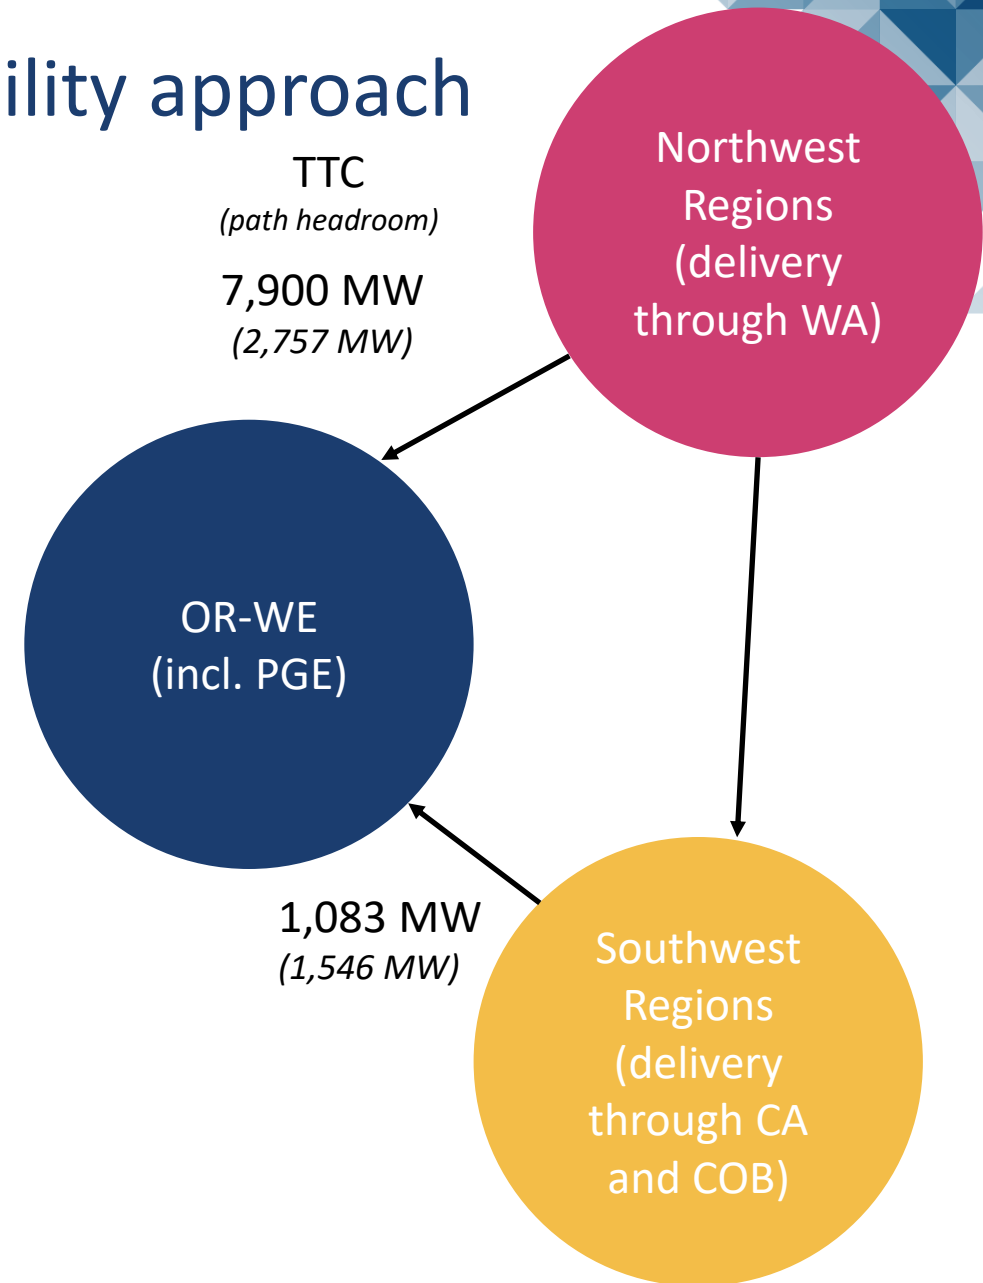 ility approach
TTC
(path headroom)
7,900 MW
(2,757 MW)
Northwest
Regions
(delivery
through WA)
OR-WE
(incl. PGE)
1,083 MW
(1,546 MW)
Southwest
Regions
(delivery
through CA
and COB)